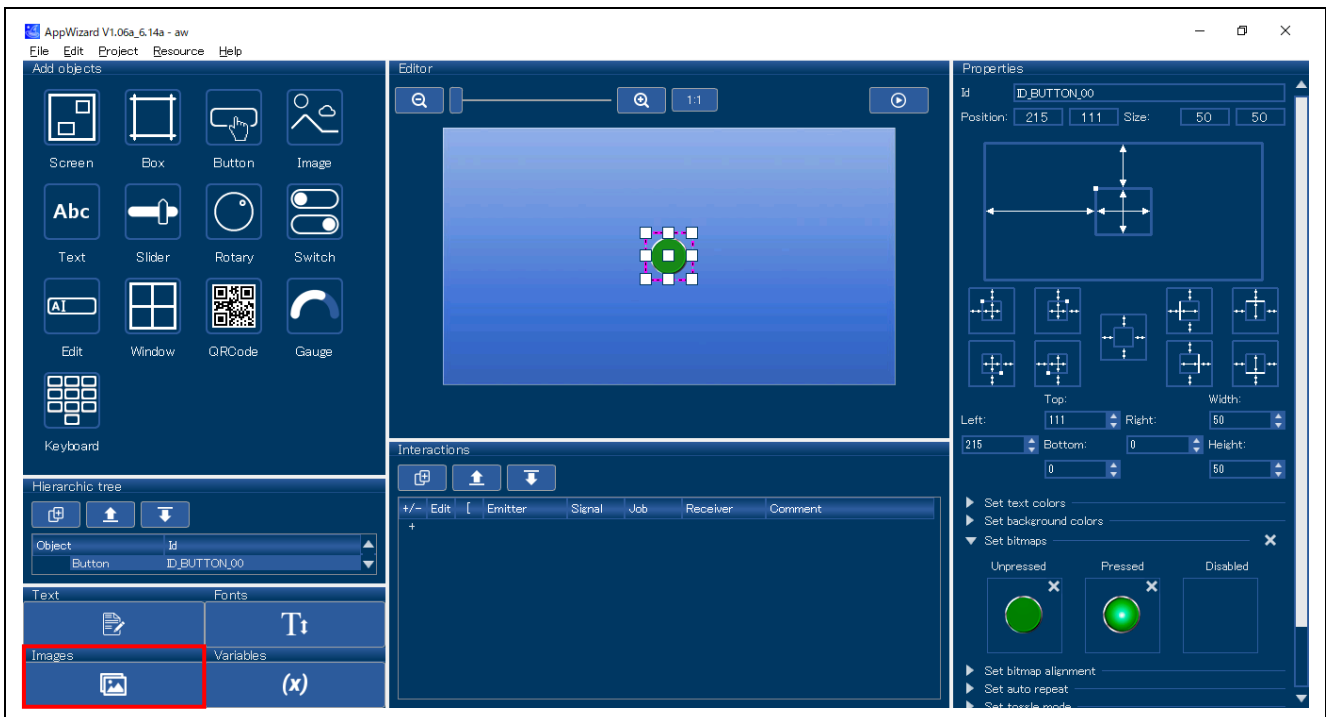 AppWizard V1.06a_6.14a - aw
File Edit Project Resource Help
Add objects
Screen Box Button Image
Abc
Text Slider Rotary Switch
AI
Edit Window QRCode Gauge
Keyboard
Hierarchic tree
Object Id
Button ID_BUTTON_00
Text Fonts
T
Images Variables
(x)
Editor
1:1
Interactions
+/- Edit [ Emitter Signal Job Receiver Comment
+
Properties
Id ID_BUTTON_00
Position: 215 111 Size: 50 50
Top: Width:
Left: 111 Right: 50
215 Bottom: 0 Height:
0 50
Set text colors
Set background colors
Set bitmaps
Unpressed Pressed Disabled
Set bitmap alignment
Set auto repeat
Set toggle mode